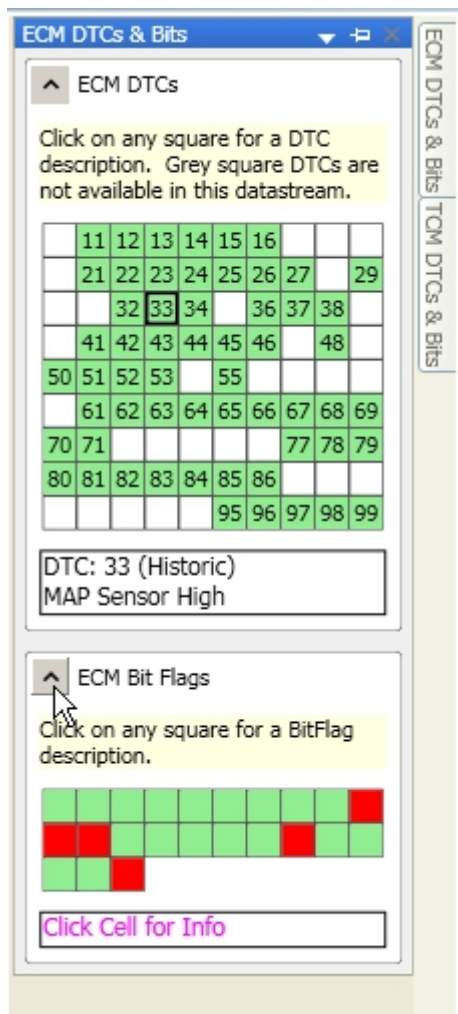 ECM DTCs & Bits
ECM DTCs
Click on any square for a DTC
description. Grey square DTCs are
not available in this datastream.
11 12 13 14 15 16
21 22 23 24 25 26 27 29
32 33 34 36 37 38
41 42 43 44 45 46 48
50 51 52 53 55
61 62 63 64 65 66 67 68 69
70 71 77 78 79
80 81 82 83 84 85 86
95 96 97 98 99
DTC: 33 (Historic)
MAP Sensor High
ECM Bit Flags
Click on any square for a BitFlag
description.
Click Cell for Info
ECM DTCs & Bits
TCM DTCs & Bits